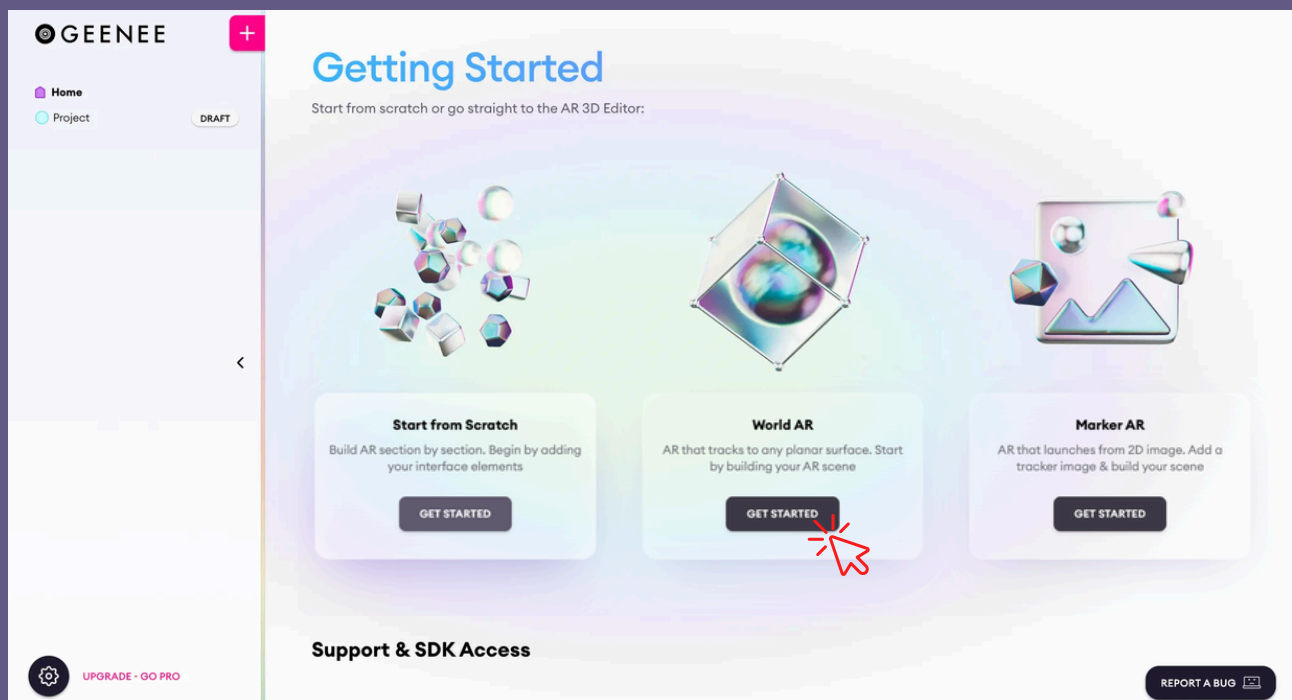 GEENEE
+
Home
Project
DRAFT
UPGRADE - GO PRO
Getting Started
Start from scratch or go straight to the AR 3D Editor:
Start from Scratch
Build AR section by section. Begin by adding
your interface elements
GET STARTED
World AR
AR that tracks to any planar surface. Start
by building your AR scene
GET STARTED
Marker AR
AR that launches from 2D image. Add a
tracker image & build your scene
GET STARTED
Support & SDK Access
REPORT A BUG